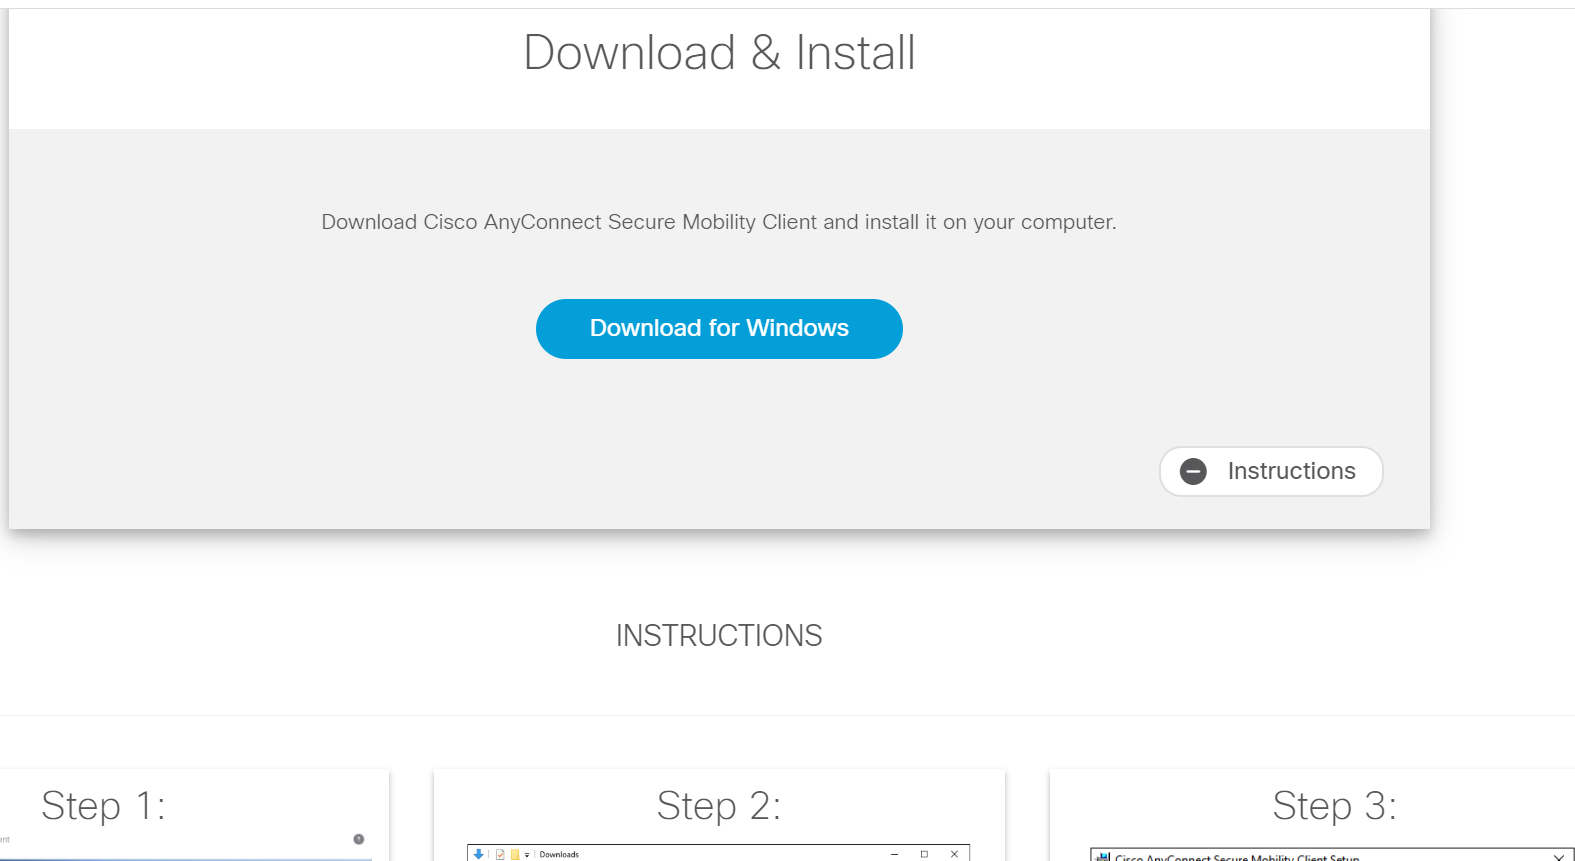 Download & Install
Download Cisco AnyConnect Secure Mobility Client and install it on your computer.
Download for Windows
Instructions
INSTRUCTIONS
Step 1:
Step 2:
Step 3:
ent
Downloads
Cisco AnyConnect Secure Mobility Client Setup